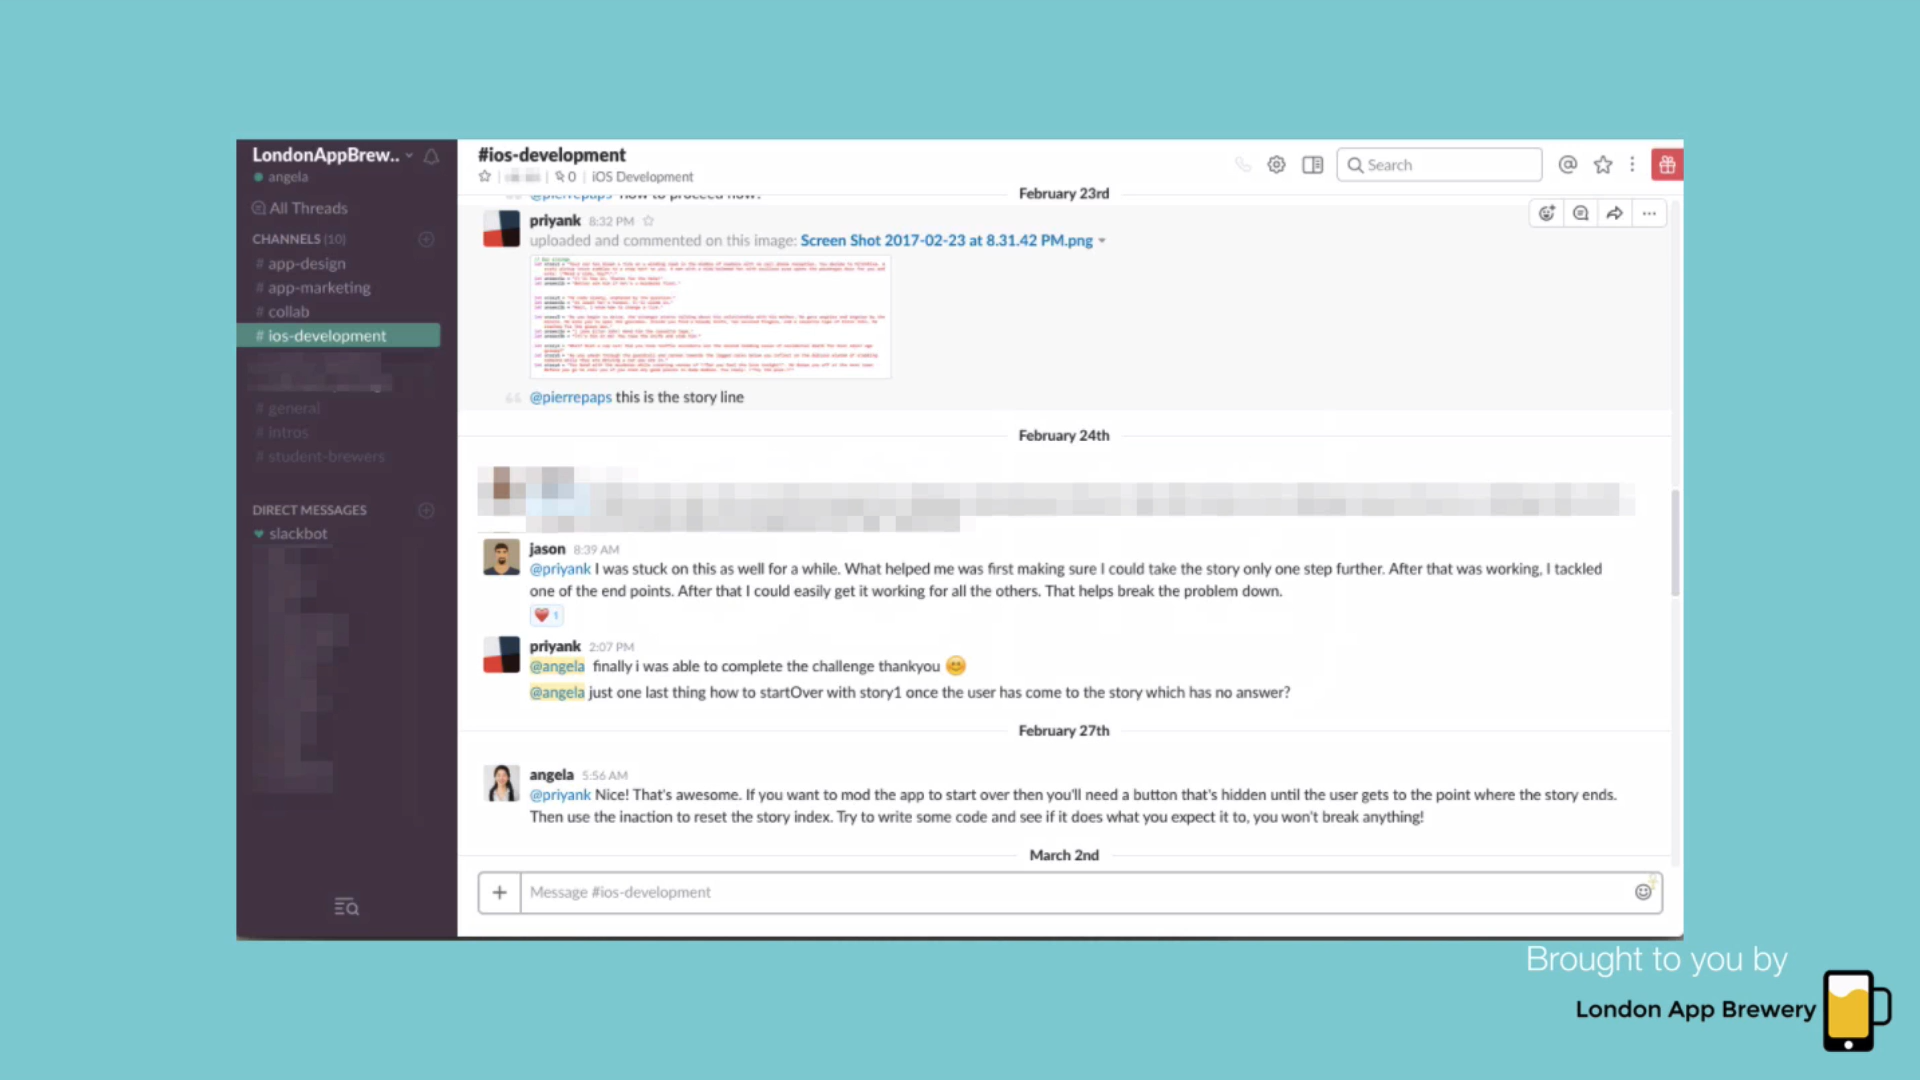 LondonAppBrew..
angela
All Threads
CHANNELS (10)
# app-design
# app-marketing
# collab
# ios-development
# general
# intros
# student-brewers
DIRECT MESSAGES
slackbot
#ios-development
0 | iOS Development
Search
February 23rd
@pierrepaps how to proceed now?
priyank 8:32 PM
uploaded and commented on this image: Screen Shot 2017-02-23 at 8.31.42 PM.png
@pierrepaps this is the story line
February 24th
jason 8:39 AM
@priyank I was stuck on this as well for a while. What helped me was first making sure I could take the story only one step further. After that was working, I tackled
one of the end points. After that I could easily get it working for all the others. That helps break the problem down.
1
priyank 2:07 PM
@angela finally i was able to complete the challenge thankyou
@angela just one last thing how to startOver with story1 once the user has come to the story which has no answer?
February 27th
angela 5:56 AM
@priyank Nice! That's awesome. If you want to mod the app to start over then you'll need a button that's hidden until the user gets to the point where the story ends.
Then use the inaction to reset the story index. Try to write some code and see if it does what you expect it to, you won't break anything!
March 2nd
Message #ios-development
Brought to you by
London App Brewery